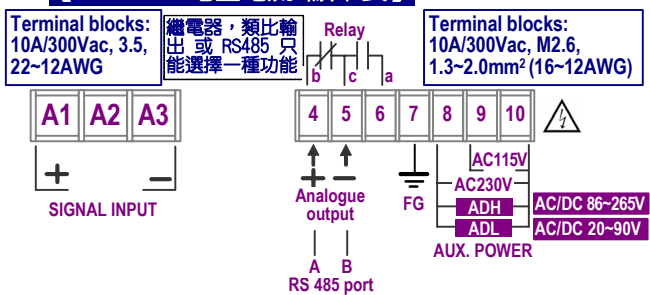 Terminal blocks:
10A/300Vac, 3.5,
22~12AWG
繼電器，類比輸
出 或 RS485 只
能選擇一種功能
Relay
b c a
Terminal blocks:
10A/300Vac, M2.6,
1.3~2.0mm² (16~12AWG)
A1 A2 A3
4 5 6 7 8 9 10
+ −
SIGNAL INPUT
+ −
Analogue
output
A B
RS 485 port
FG
AC115V
AC230V
ADH AC/DC 86~265V
ADL AC/DC 20~90V
AUX. POWER